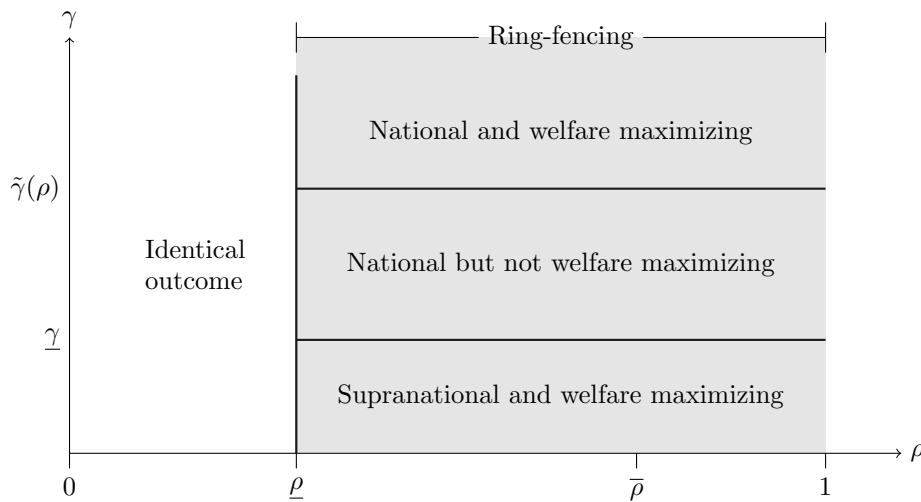 γ
Ring-fencing
National and welfare maximizing
γ̃(ρ)
Identical
outcome
National but not welfare maximizing
γ̲
Supranational and welfare maximizing
ρ
0
ρ̲
ρ̅
1